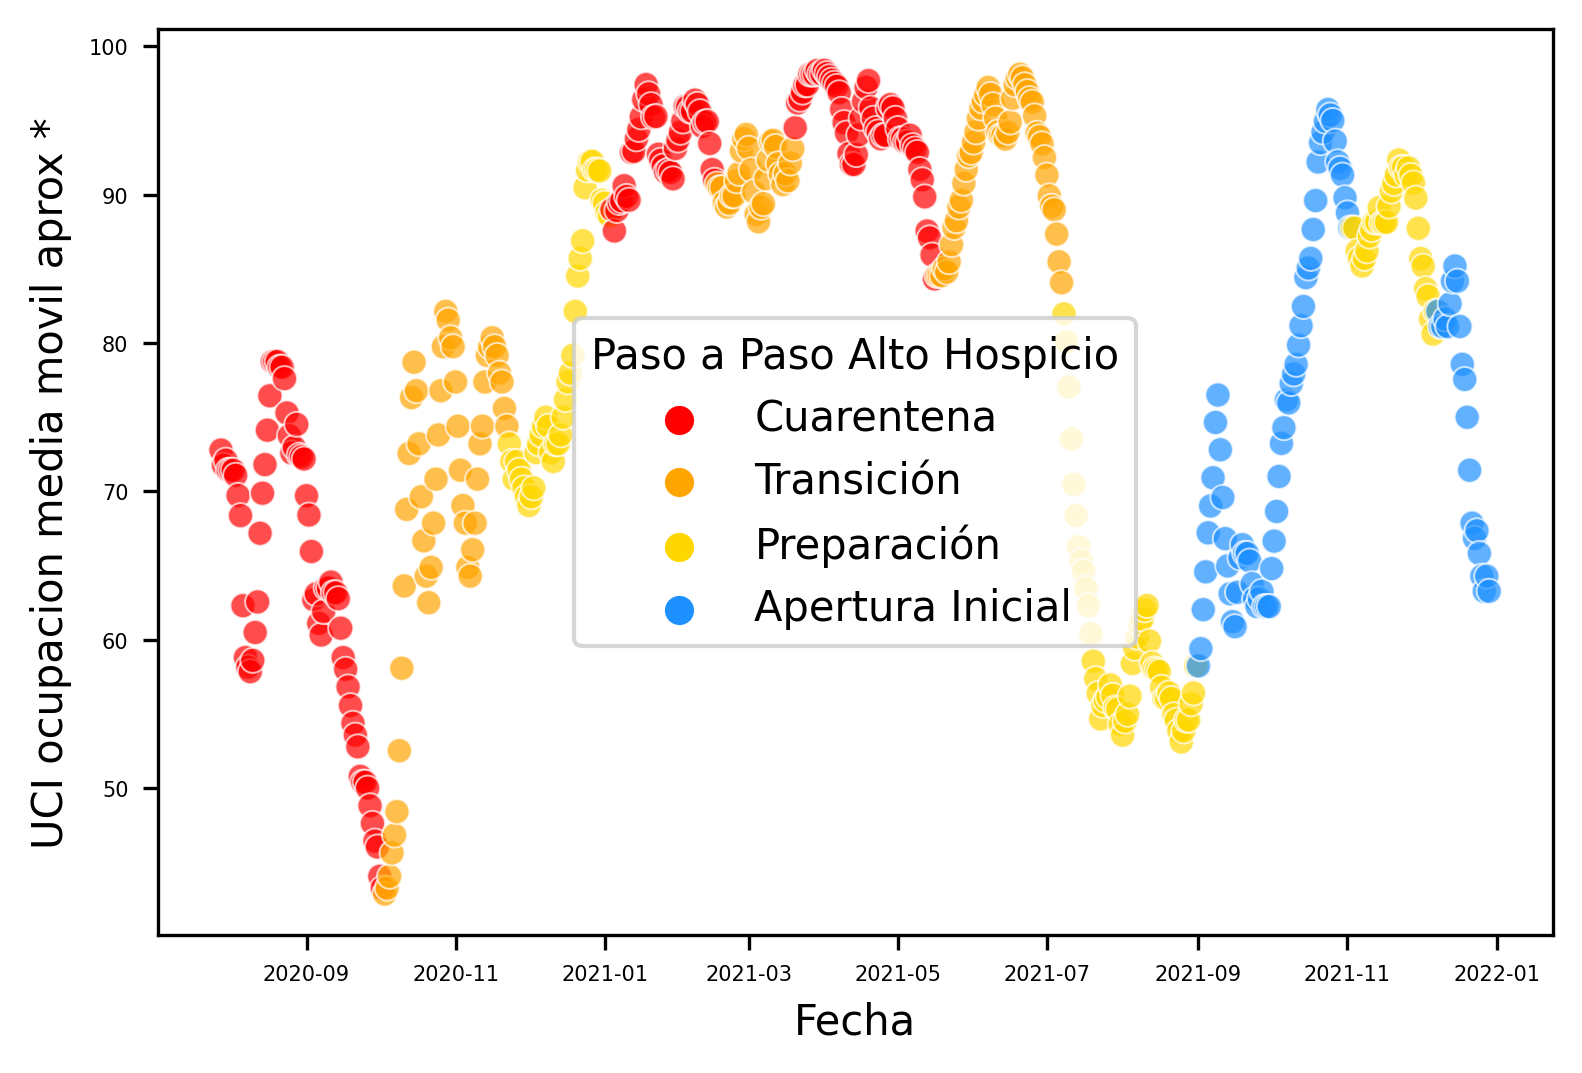 100
90
80
70
60
50
UCI ocupacion media movil aprox *
Paso a Paso Alto Hospicio
Cuarentena
Transición
Preparación
Apertura Inicial
2020-09 2020-11 2021-01 2021-03 2021-05 2021-07 2021-09 2021-11 2022-01
Fecha